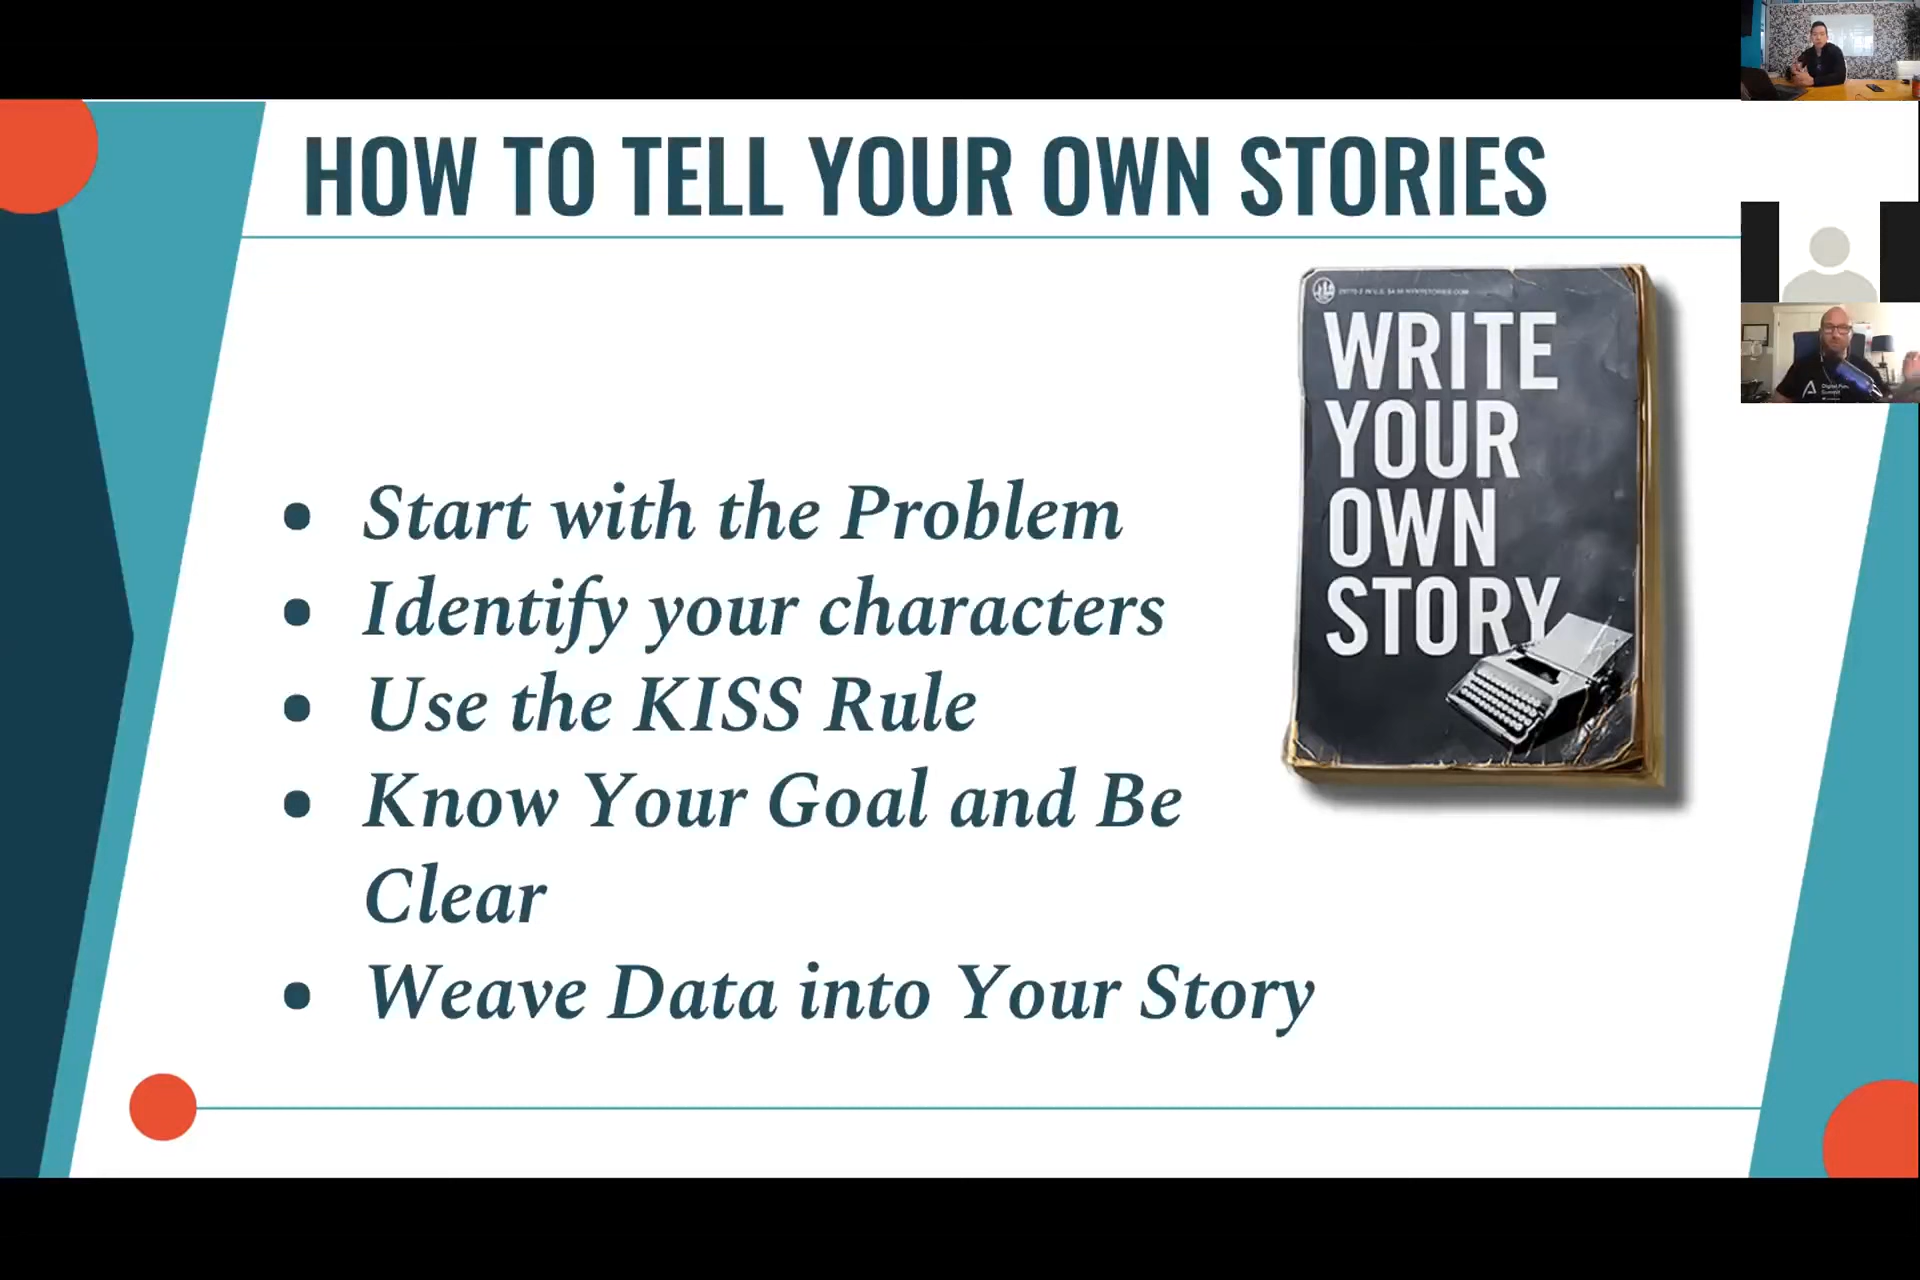 HOW TO TELL YOUR OWN STORIES
WRITE
YOUR
OWN
STORY
• Start with the Problem
• Identify your characters
• Use the KISS Rule
• Know Your Goal and Be
Clear
• Weave Data into Your Story